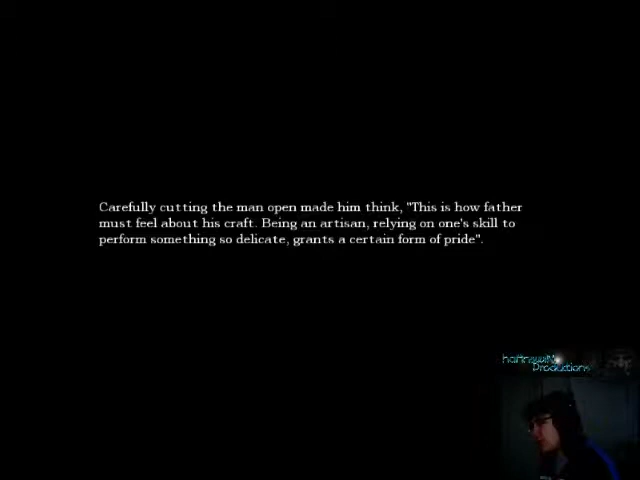 Carefully cutting the man open made him think, "This is how father
must feel about his craft. Being an artisan, relying on one's skill to
perform something so delicate, grants a certain form of pride".
Productions